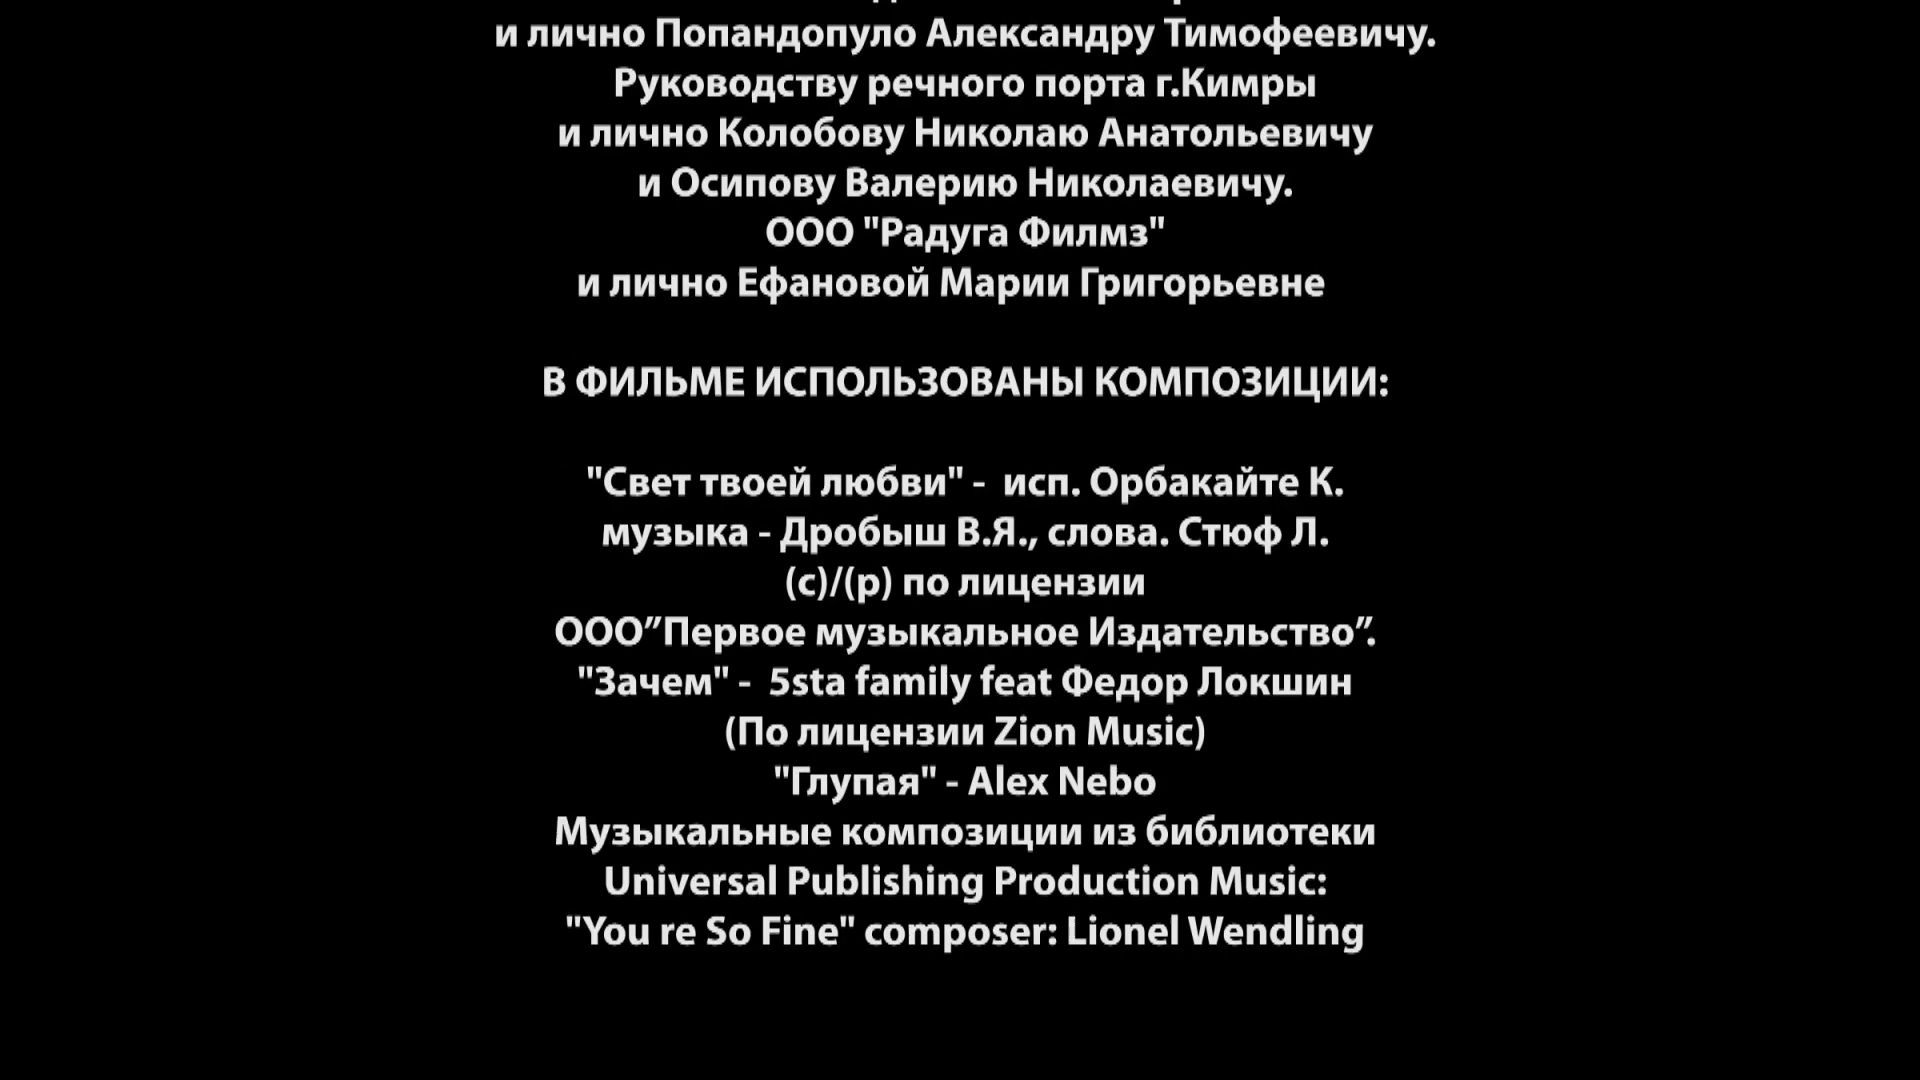 и лично Попандопуло Александру Тимофеевичу.
Руководству речного порта г.Кимры
и лично Колобову Николаю Анатольевичу
и Осипову Валерию Николаевичу.
ООО "Радуга Филмз"
и лично Ефановой Марии Григорьевне
В ФИЛЬМЕ ИСПОЛЬЗОВАНЫ КОМПОЗИЦИИ:
"Свет твоей любви" -  исп. Орбакайте К.
музыка - Дробыш В.Я., слова. Стюф Л.
(с)/(р) по лицензии
ООО”Первое музыкальное Издательство”.
"Зачем" -  5sta family feat Федор Локшин
(По лицензии Zion Music)
"Глупая" - Alex Nebo
Музыкальные композиции из библиотеки
Universal Publishing Production Music:
"You re So Fine" composer: Lionel Wendling